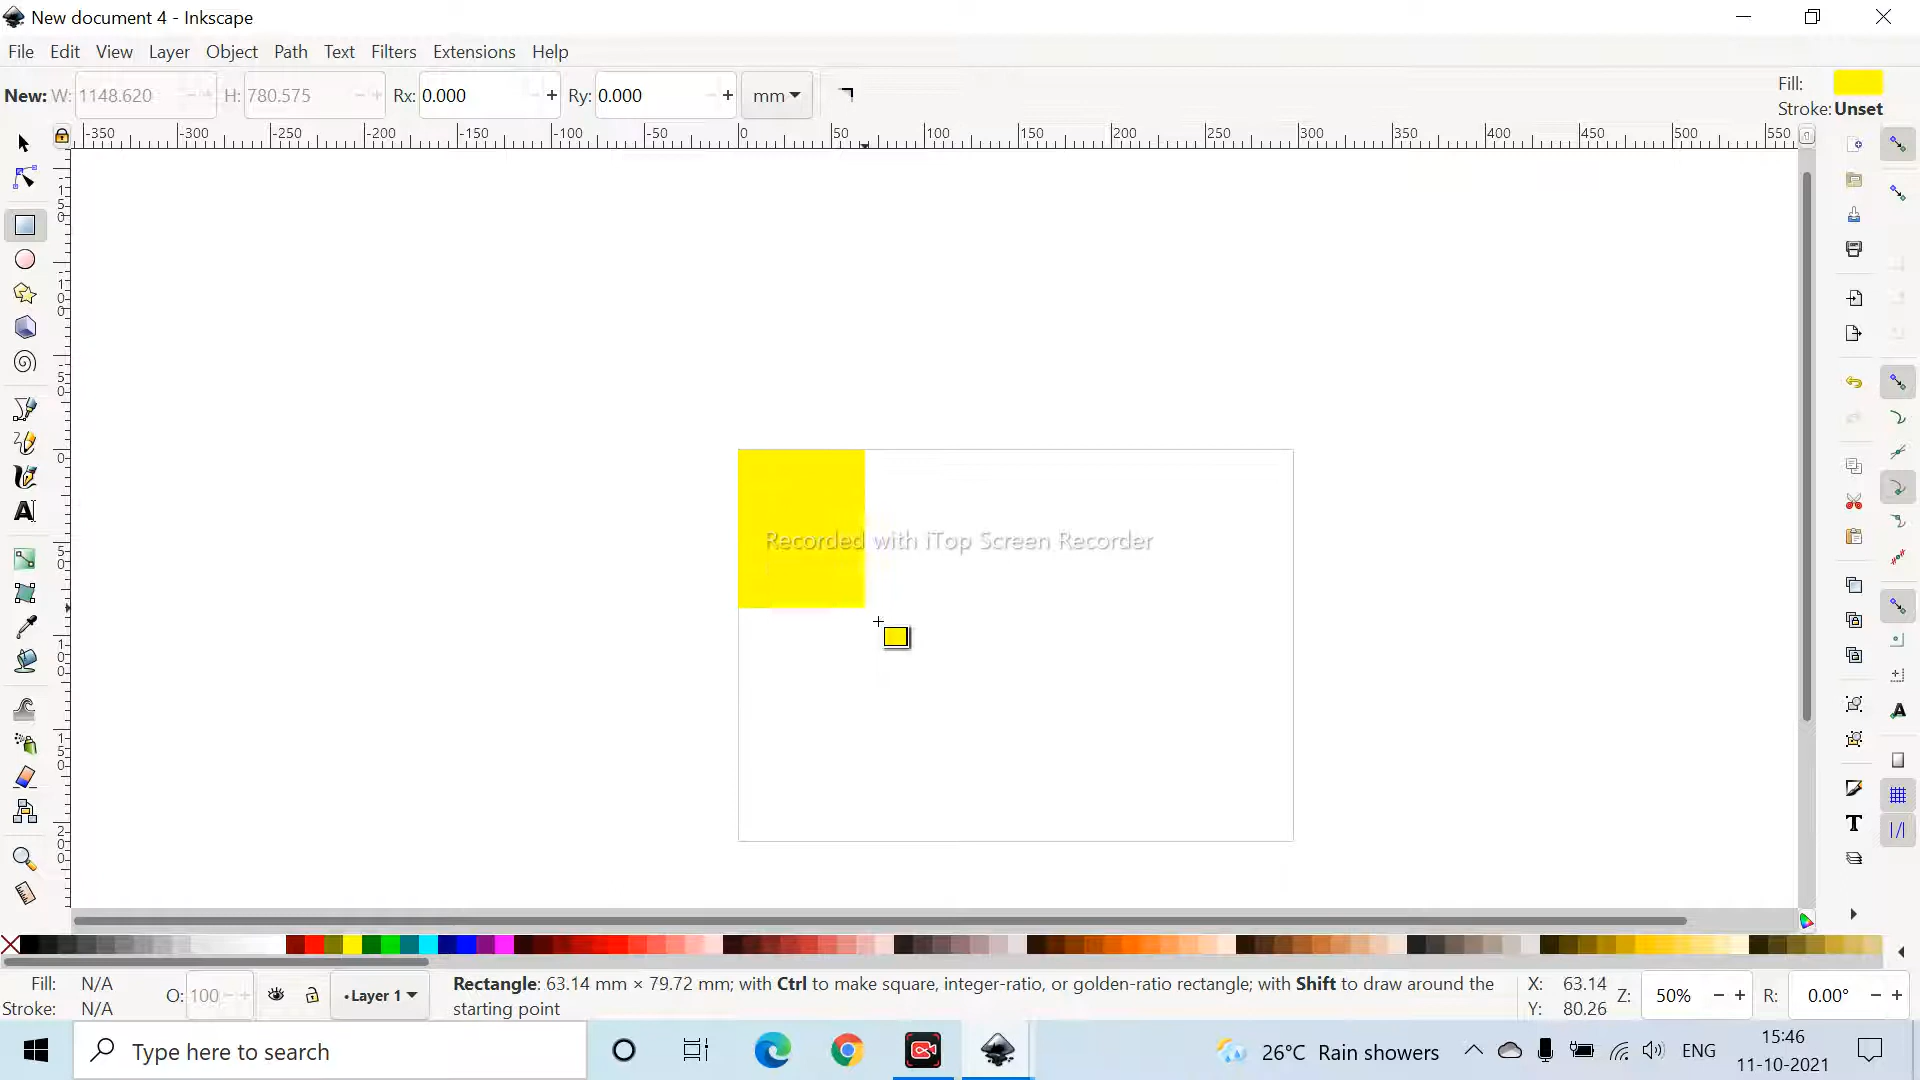 New document 4 - Inkscape
File Edit View Layer Object Path Text Filters Extensions Help
New: W: 1148.620 H: 780.575 Rx: 0.000 Ry: 0.000 mm
Fill:
Stroke: Unset
-350 -300 -250 -200 -150 -100 -50 0 50 100 150 200 250 300 350 400 450 500 550
Recorded with iTop Screen Recorder
Fill: N/A
Stroke: N/A
O: 100
Layer 1
Rectangle: 63.14 mm × 79.72 mm; with Ctrl to make square, integer-ratio, or golden-ratio rectangle; with Shift to draw around the
starting point
X: 63.14
Y: 80.26
Z: 50%
R: 0.00°
Type here to search
26°C Rain showers
ENG
15:46
11-10-2021